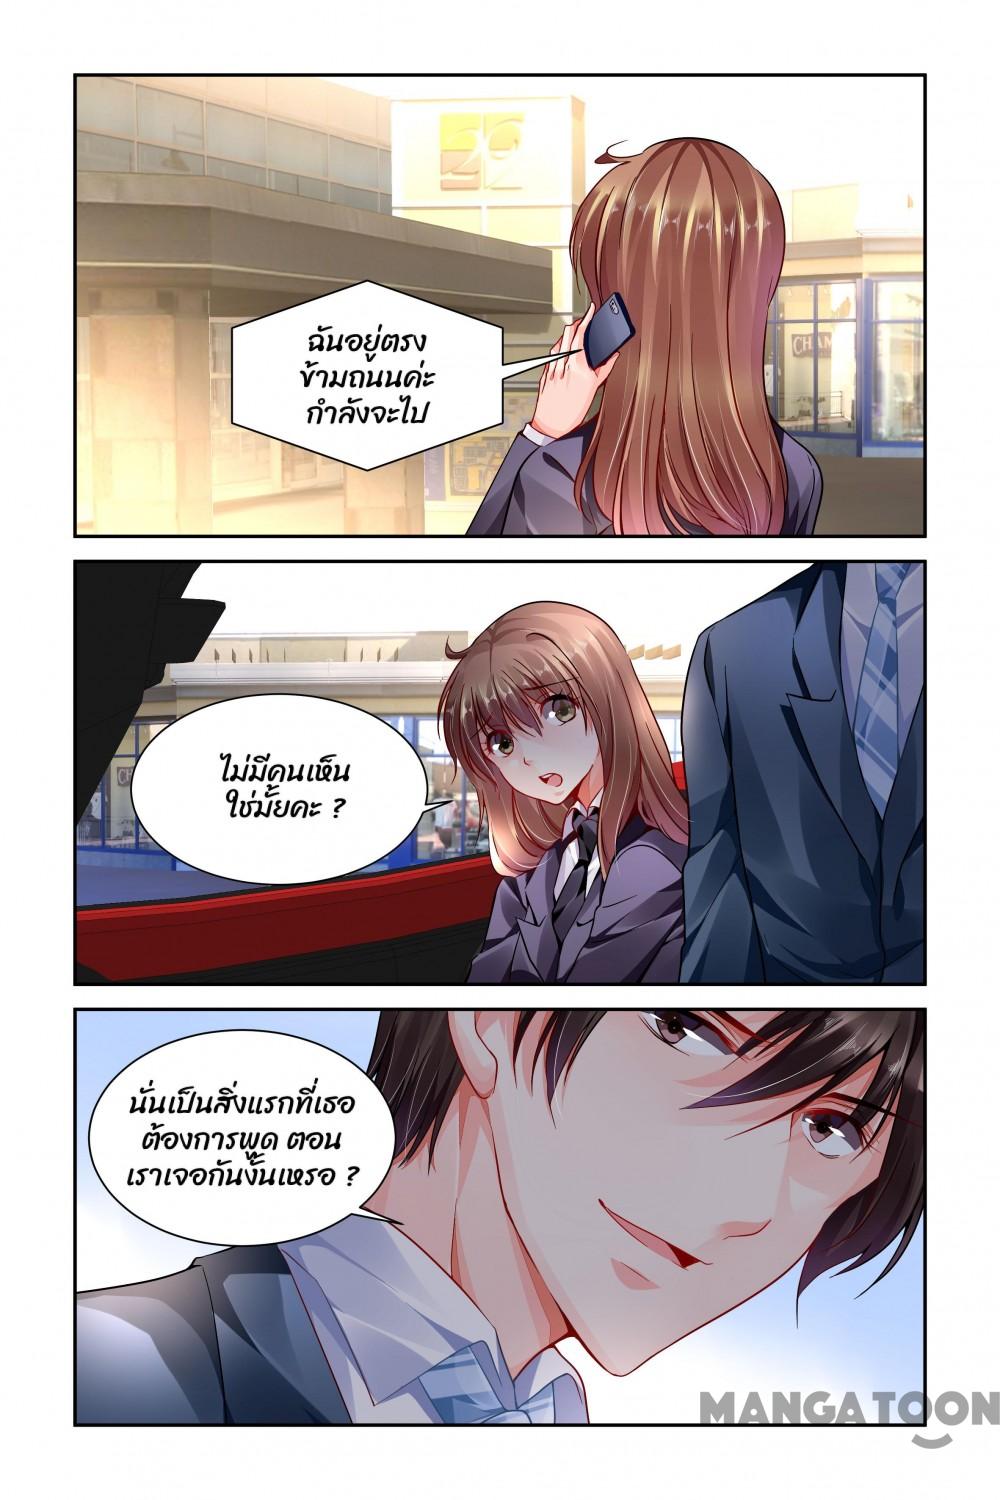 22
CHAM
ฉันอยู่ตรง
ข้ามถนนค่ะ
กำลังจะไป
CHAM
ไม่มีคนเห็น
ใช่มั้ยคะ ?
นั่นเป็นสิ่งแรกที่เธอ
ต้องการพูด ตอน
เราเจอกันงั้นเหรอ ?
MANGATOON